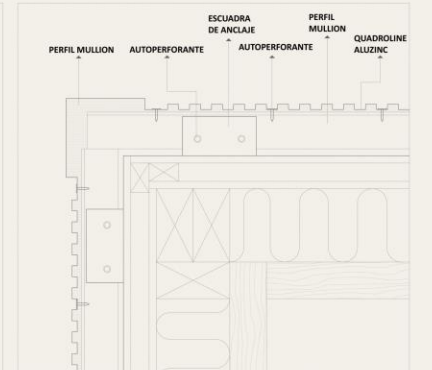 PERFIL MULLION
AUTOPERFORANTE
ESCUADRA
DE ANCLAJE
AUTOPERFORANTE
PERFIL
MULLION
QUADROLINE
ALUZINC